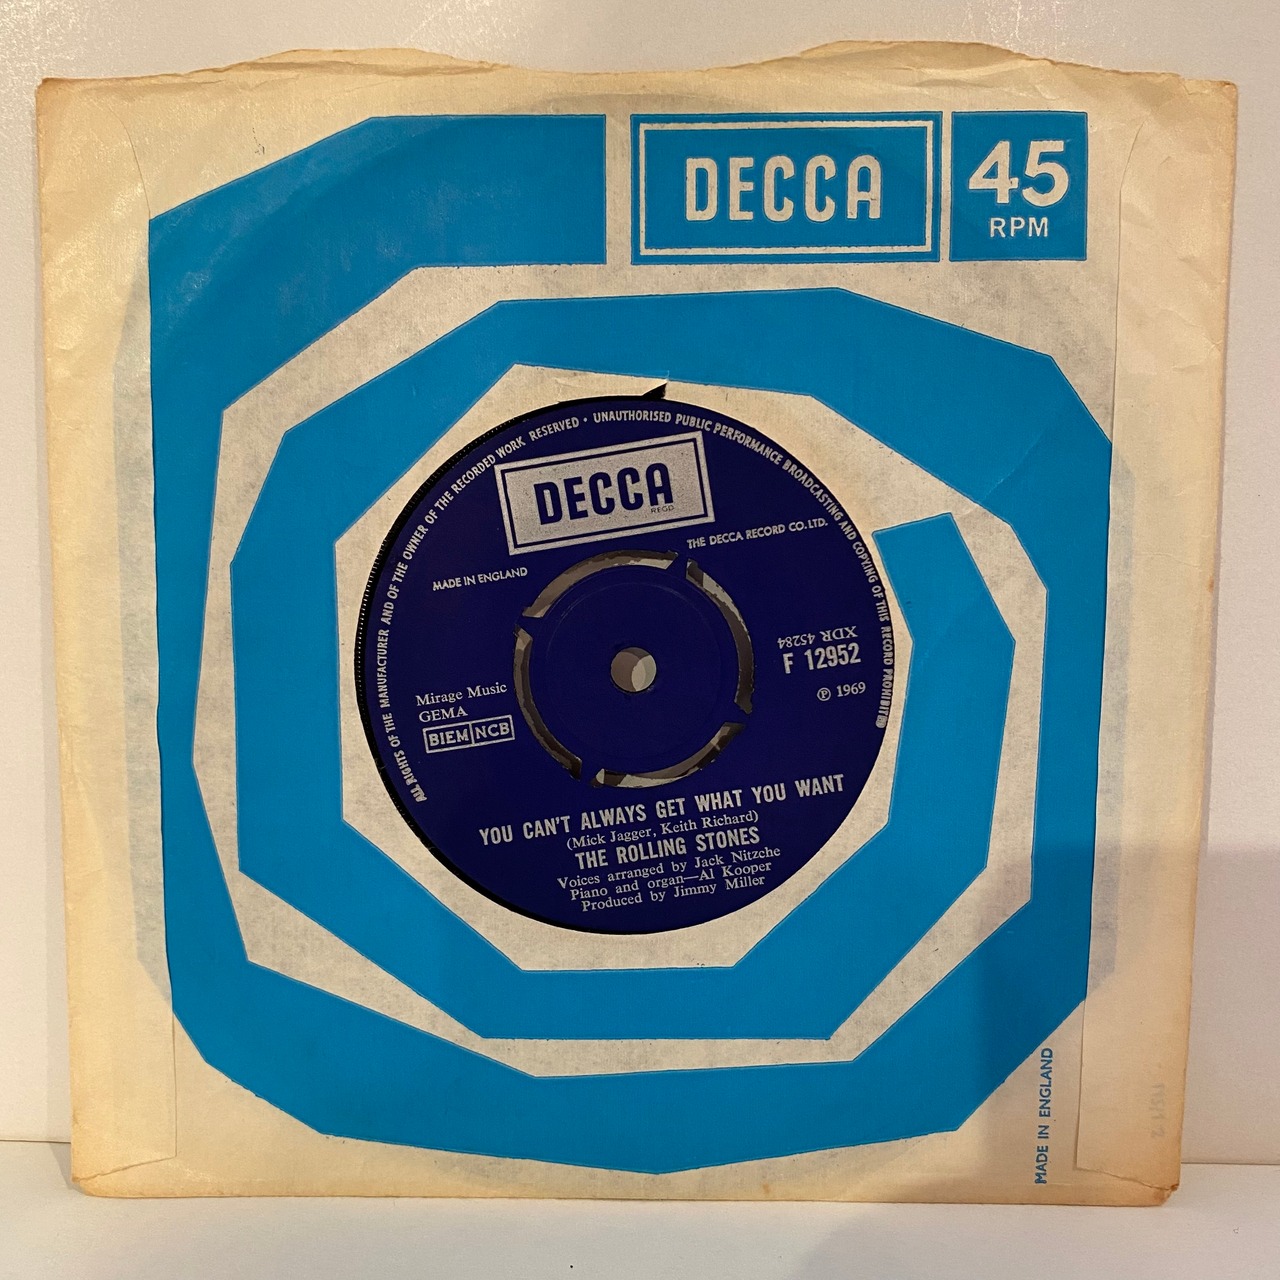 DECCA
45
RPM
ALL RIGHTS OF THE MANUFACTURER AND OF THE OWNER OF THE RECORDED WORK RESERVED • UNAUTHORISED PUBLIC PERFORMANCE BROADCASTING AND COPYING OF THIS RECORD PROHIBITED
DECCA
REGD
THE DECCA RECORD CO. LTD.
MADE IN ENGLAND
XDR 45284
F 12952
℗ 1969
Mirage Music
GEMA
BIEM NCB
YOU CAN'T ALWAYS GET WHAT YOU WANT
(Mick Jagger, Keith Richard)
THE ROLLING STONES
Voices arranged by Jack Nitzche
Piano and organ—Al Kooper
Produced by Jimmy Miller
MADE IN ENGLAND